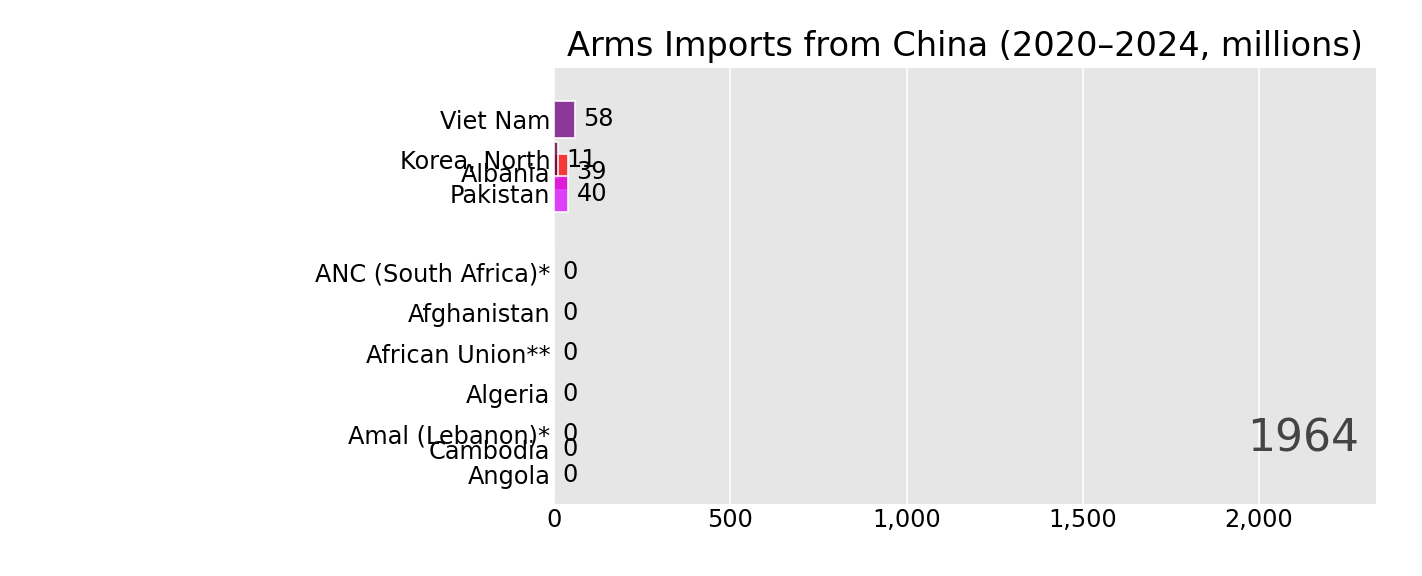 Arms Imports from China (2020–2024, millions)
Viet Nam 58
Korea, North 11
Albania 39
Pakistan 40
ANC (South Africa)* 0
Afghanistan 0
African Union** 0
Algeria 0
Amal (Lebanon)* 0
Cambodia 0
Angola 0
1964
0 500 1,000 1,500 2,000